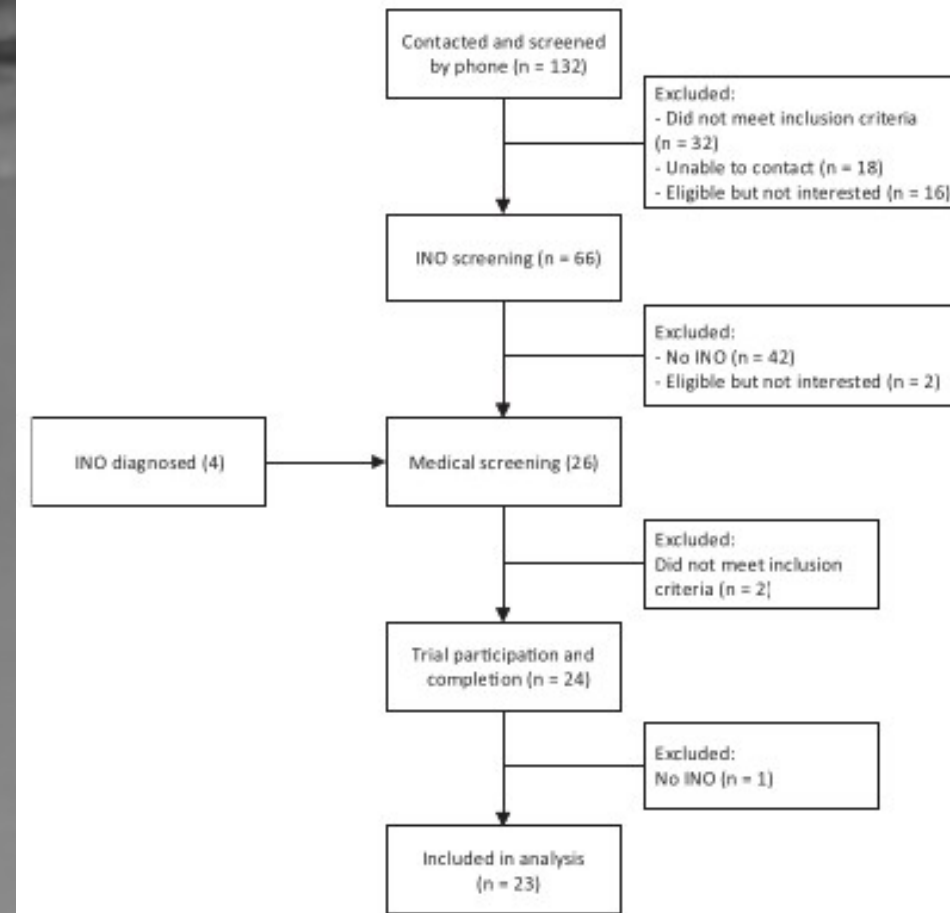 Contacted and screened
by phone (n = 132)
Excluded:
- Did not meet inclusion criteria
(n = 32)
- Unable to contact (n = 18)
- Eligible but not interested (n = 16)
INO screening (n = 66)
Excluded:
- No INO (n = 42)
- Eligible but not interested (n = 2)
INO diagnosed (4)
Medical screening (26)
Excluded:
Did not meet inclusion
criteria (n = 2)
Trial participation and
completion (n = 24)
Excluded:
No INO (n = 1)
Included in analysis
(n = 23)